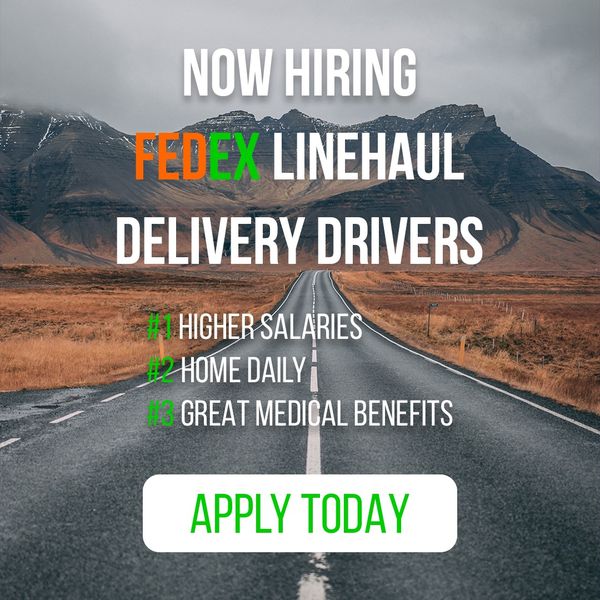 NOW HIRING
FEDEX LINEHAUL
DELIVERY DRIVERS
#1 HIGHER SALARIES
#2 HOME DAILY
#3 GREAT MEDICAL BENEFITS
APPLY TODAY